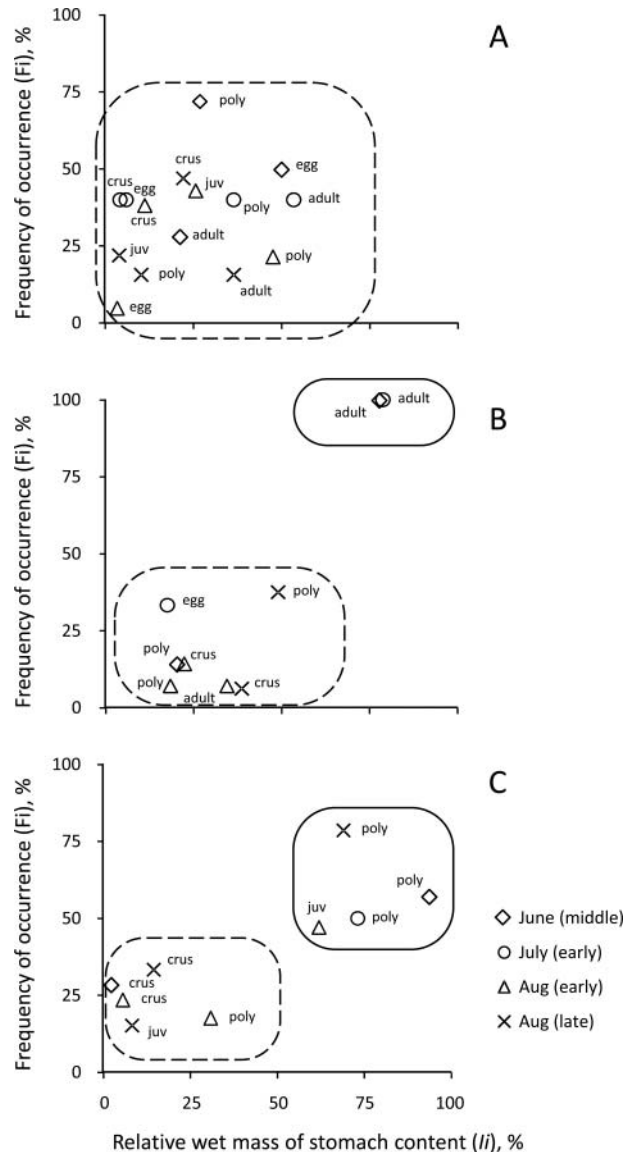 A
Frequency of occurrence (Fi), %
100
75
50
25
0
poly
egg
crus
juv
crus
egg
crus
poly
adult
adult
juv
poly
poly
adult
egg
B
Frequency of occurrence (Fi), %
100
75
50
25
0
adult
adult
egg
poly
poly
crus
poly
adult
crus
C
Frequency of occurrence (Fi), %
100
75
50
25
0
poly
poly
juv
poly
crus
crus
crus
juv
poly
June (middle)
July (early)
Aug (early)
Aug (late)
0 25 50 75 100
Relative wet mass of stomach content (Ii), %